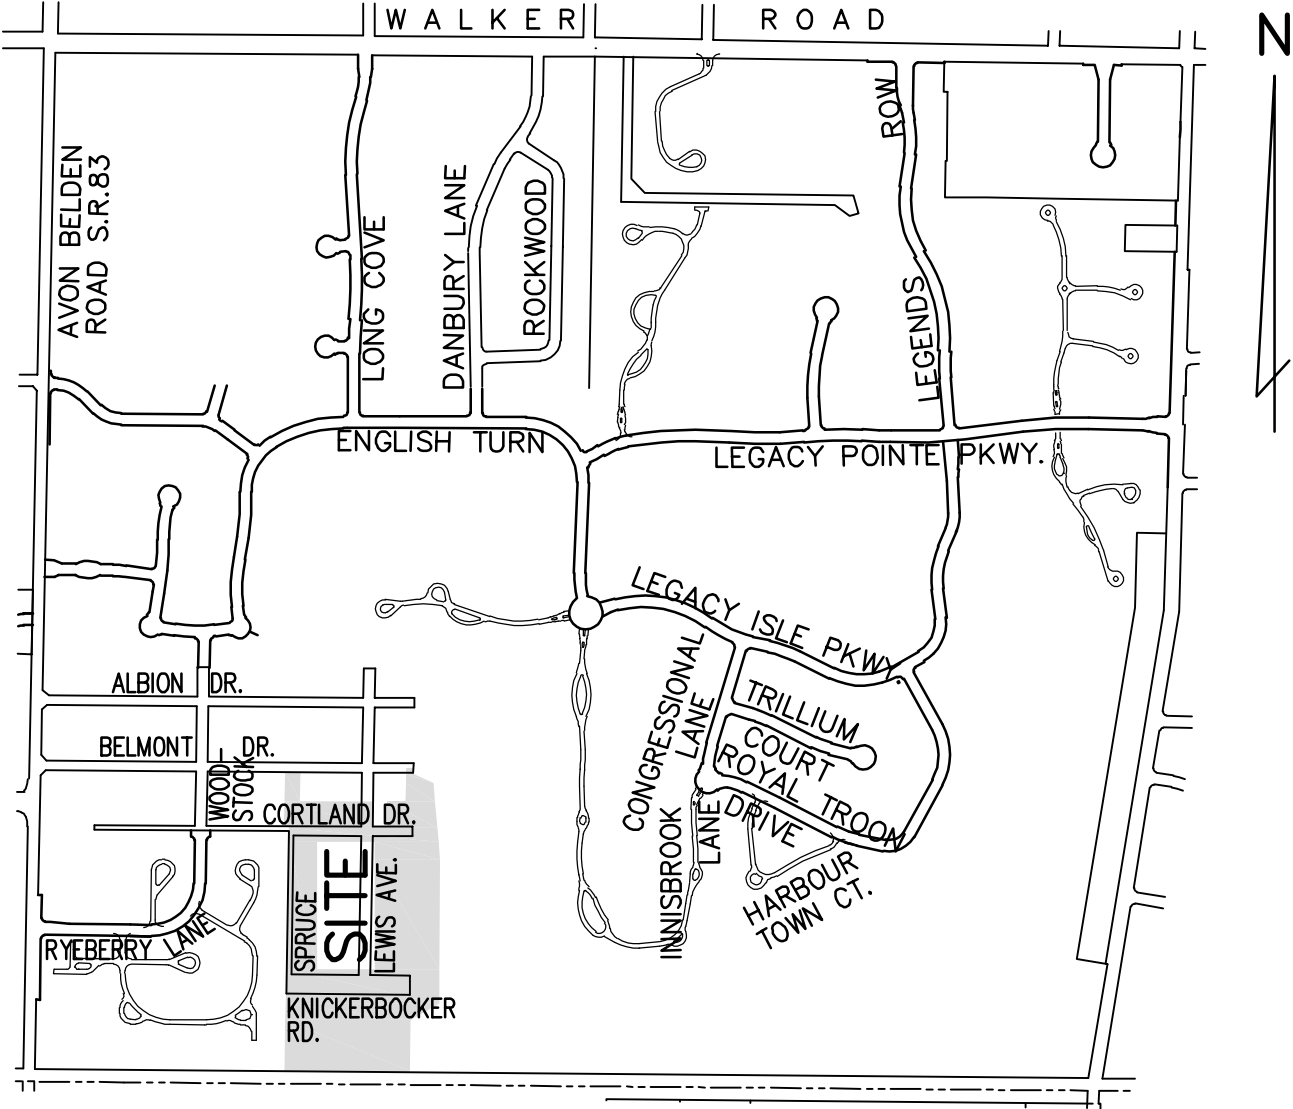 WALKER ROAD
N
AVON BELDEN
ROAD S.R.83
LONG COVE
DANBURY LANE
ROCKWOOD
LEGENDS ROW
ENGLISH TURN
LEGACY POINTE PKWY.
LEGACY ISLE PKWY
CONGRESSIONAL
LANE
TRILLIUM
COURT
ROYAL TROON
DRIVE
INNISBROOK
LANE
HARBOUR
TOWN CT.
ALBION DR.
BELMONT DR.
WOOD-
STOCK
CORTLAND DR.
SPRUCE
SITE
LEWIS AVE.
RYEBERRY LANE
KNICKERBOCKER
RD.